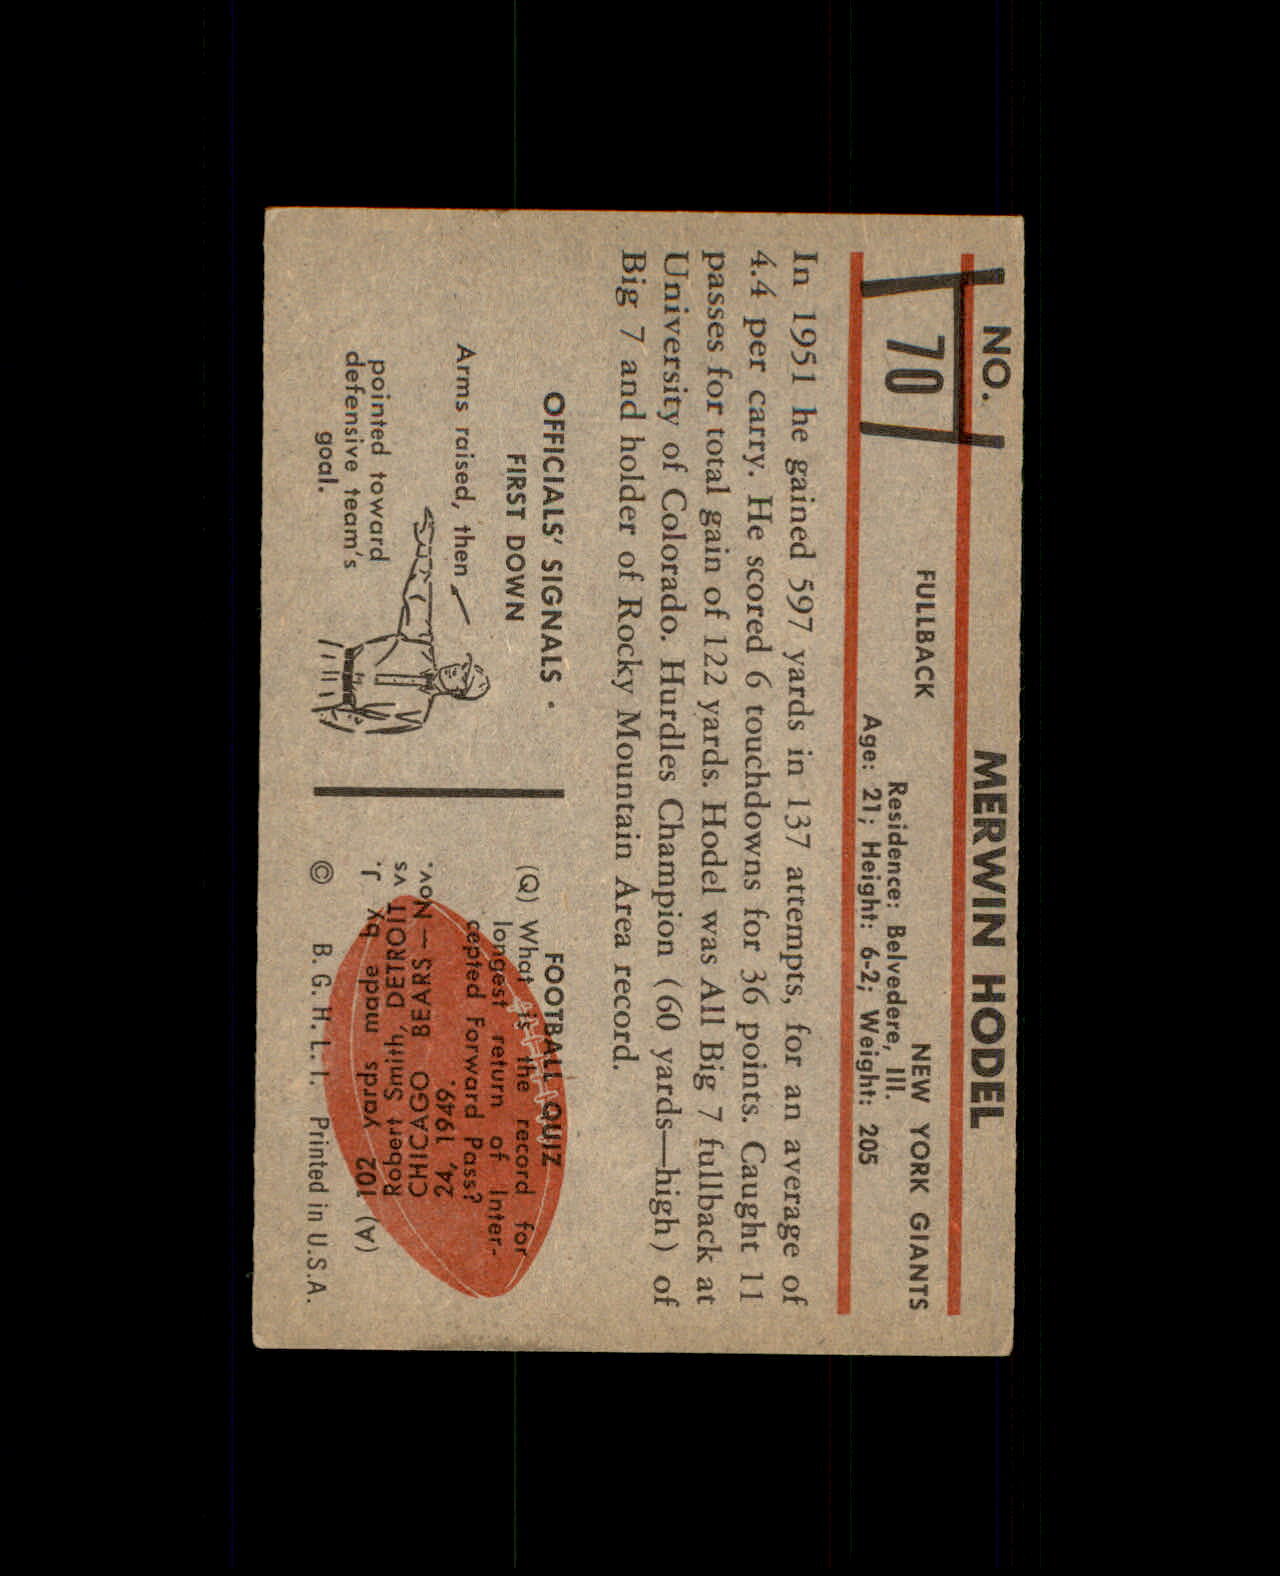 NO.
70
MERWIN HODEL
FULLBACK
NEW YORK GIANTS
Residence: Belvedere, Ill.
Age: 21; Height: 6-2; Weight: 205
In 1951 he gained 597 yards in 137 attempts, for an average of
4.4 per carry. He scored 6 touchdowns for 36 points. Caught 11
passes for total gain of 122 yards. Hodel was All Big 7 fullback at
University of Colorado. Hurdles Champion (60 yards—high) of
Big 7 and holder of Rocky Mountain Area record.
OFFICIALS' SIGNALS •
FIRST DOWN
Arms raised, then
pointed toward
defensive team's
goal.
FOOTBALL QUIZ
(Q) What is the record for
longest return of Inter-
cepted Forward Pass?
(A) 102 yards made by J.
Robert Smith, DETROIT vs
CHICAGO BEARS — Nov.
24, 1949.
© B. G. H. L. I. Printed in U.S.A.